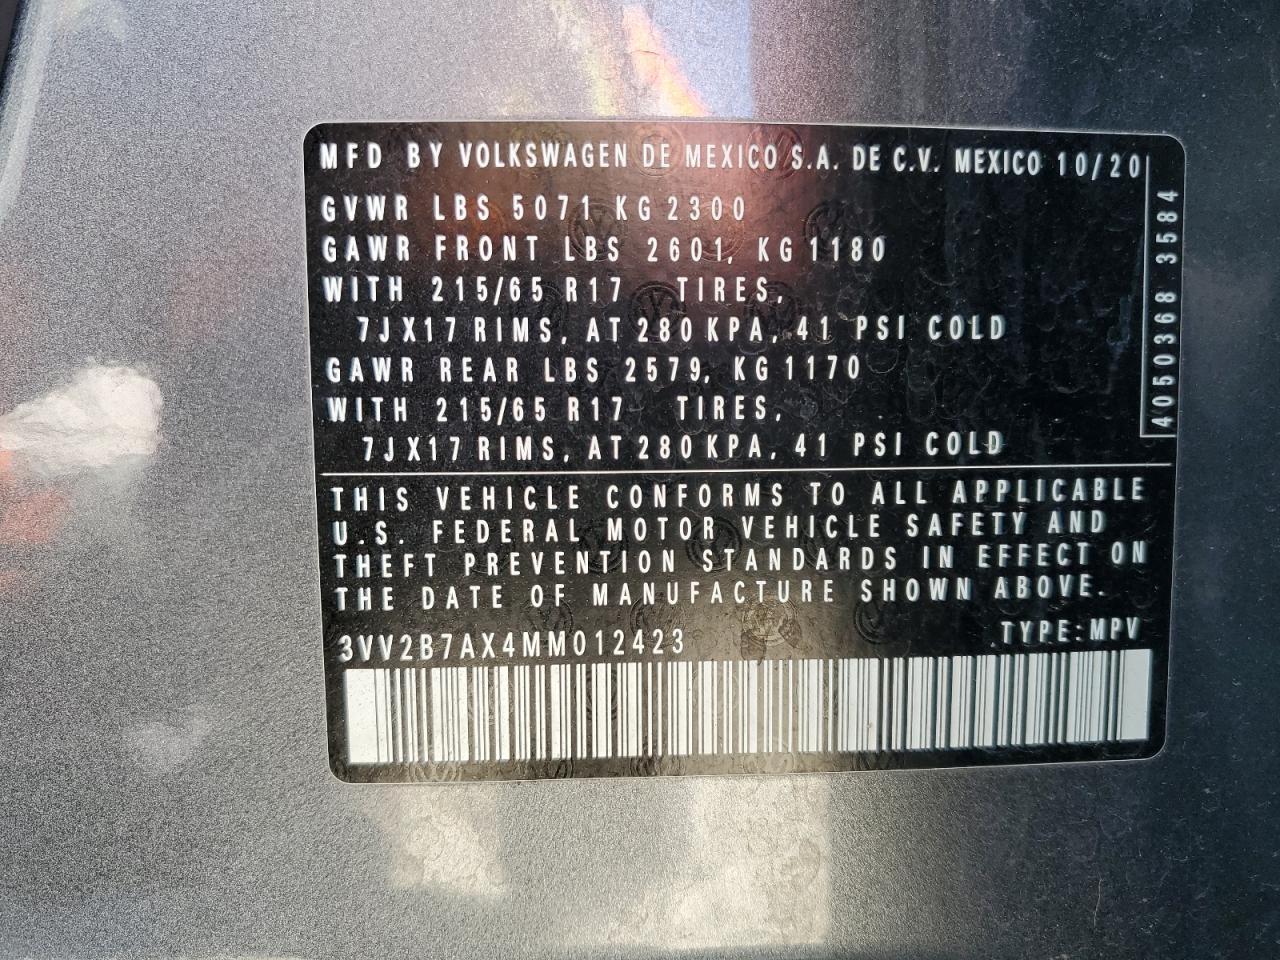 MFD BY VOLKSWAGEN DE MEXICO S.A. DE C.V. MEXICO 10/20
GVWR LBS 5071 KG 2300
GAWR FRONT LBS 2601, KG 1180
WITH 215/65 R17 TIRES,
7JX17 RIMS, AT 280 KPA, 41 PSI COLD
GAWR REAR LBS 2579, KG 1170
WITH 215/65 R17 TIRES,
7JX17 RIMS, AT 280 KPA, 41 PSI COLD
4050368 3584
THIS VEHICLE CONFORMS TO ALL APPLICABLE
U.S. FEDERAL MOTOR VEHICLE SAFETY AND
THEFT PREVENTION STANDARDS IN EFFECT ON
THE DATE OF MANUFACTURE SHOWN ABOVE.
3VV2B7AX4MM012423
TYPE:MPV